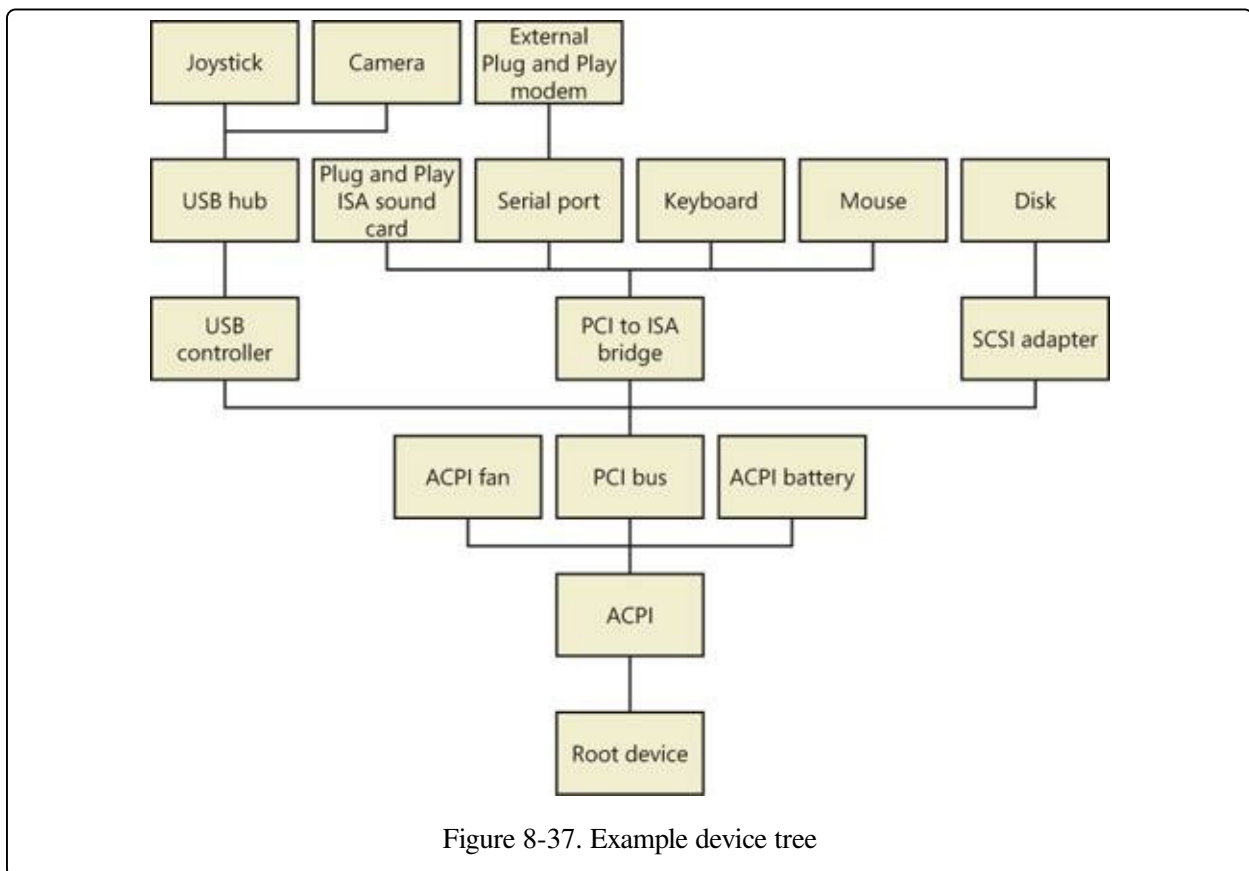 Joystick
Camera
External
Plug and Play
modem
USB hub
Plug and Play
ISA sound
card
Serial port
Keyboard
Mouse
Disk
USB
controller
PCI to ISA
bridge
SCSI adapter
ACPI fan
PCI bus
ACPI battery
ACPI
Root device
Figure 8-37. Example device tree